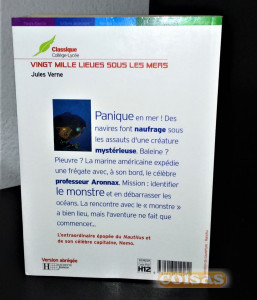 Classique
Collège-Lycée
VINGT MILLE LIEUES SOUS LES MERS
Jules Verne
Panique en mer ! Des
navires font naufrage sous
les assauts d'une créature
mystérieuse. Baleine ?
Pieuvre ? La marine américaine expédie
une frégate avec, à son bord, le célèbre
professeur Aronnax. Mission : identifier
le monstre et en débarrasser les
océans. La rencontre avec le « monstre »
a bien lieu, mais l'aventure ne fait que
commencer...
L'extraordinaire épopée du Nautilus et
de son célèbre capitaine, Nemo.
Version abrégée
H12
coisas